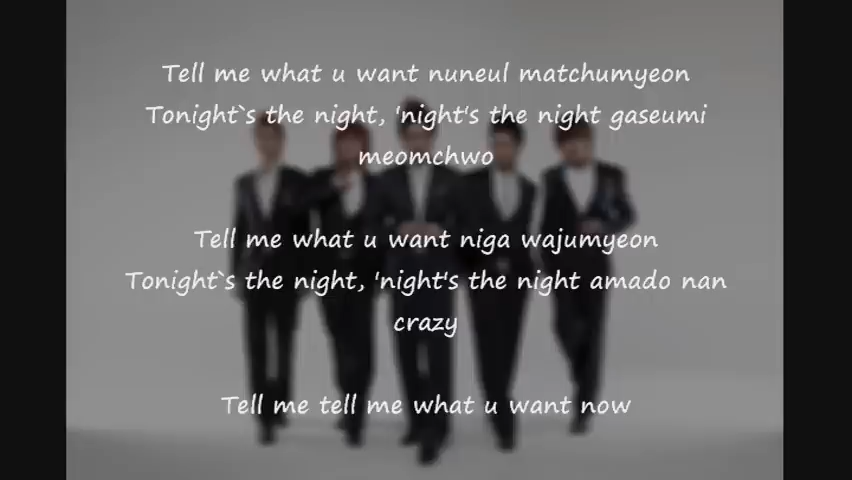 Tell me what u want nuneul matchumyeon
Tonight`s the night, 'night's the night gaseumi
meomchwo
Tell me what u want niga wajumyeon
Tonight`s the night, 'night's the night amado nan
crazy
Tell me tell me what u want now